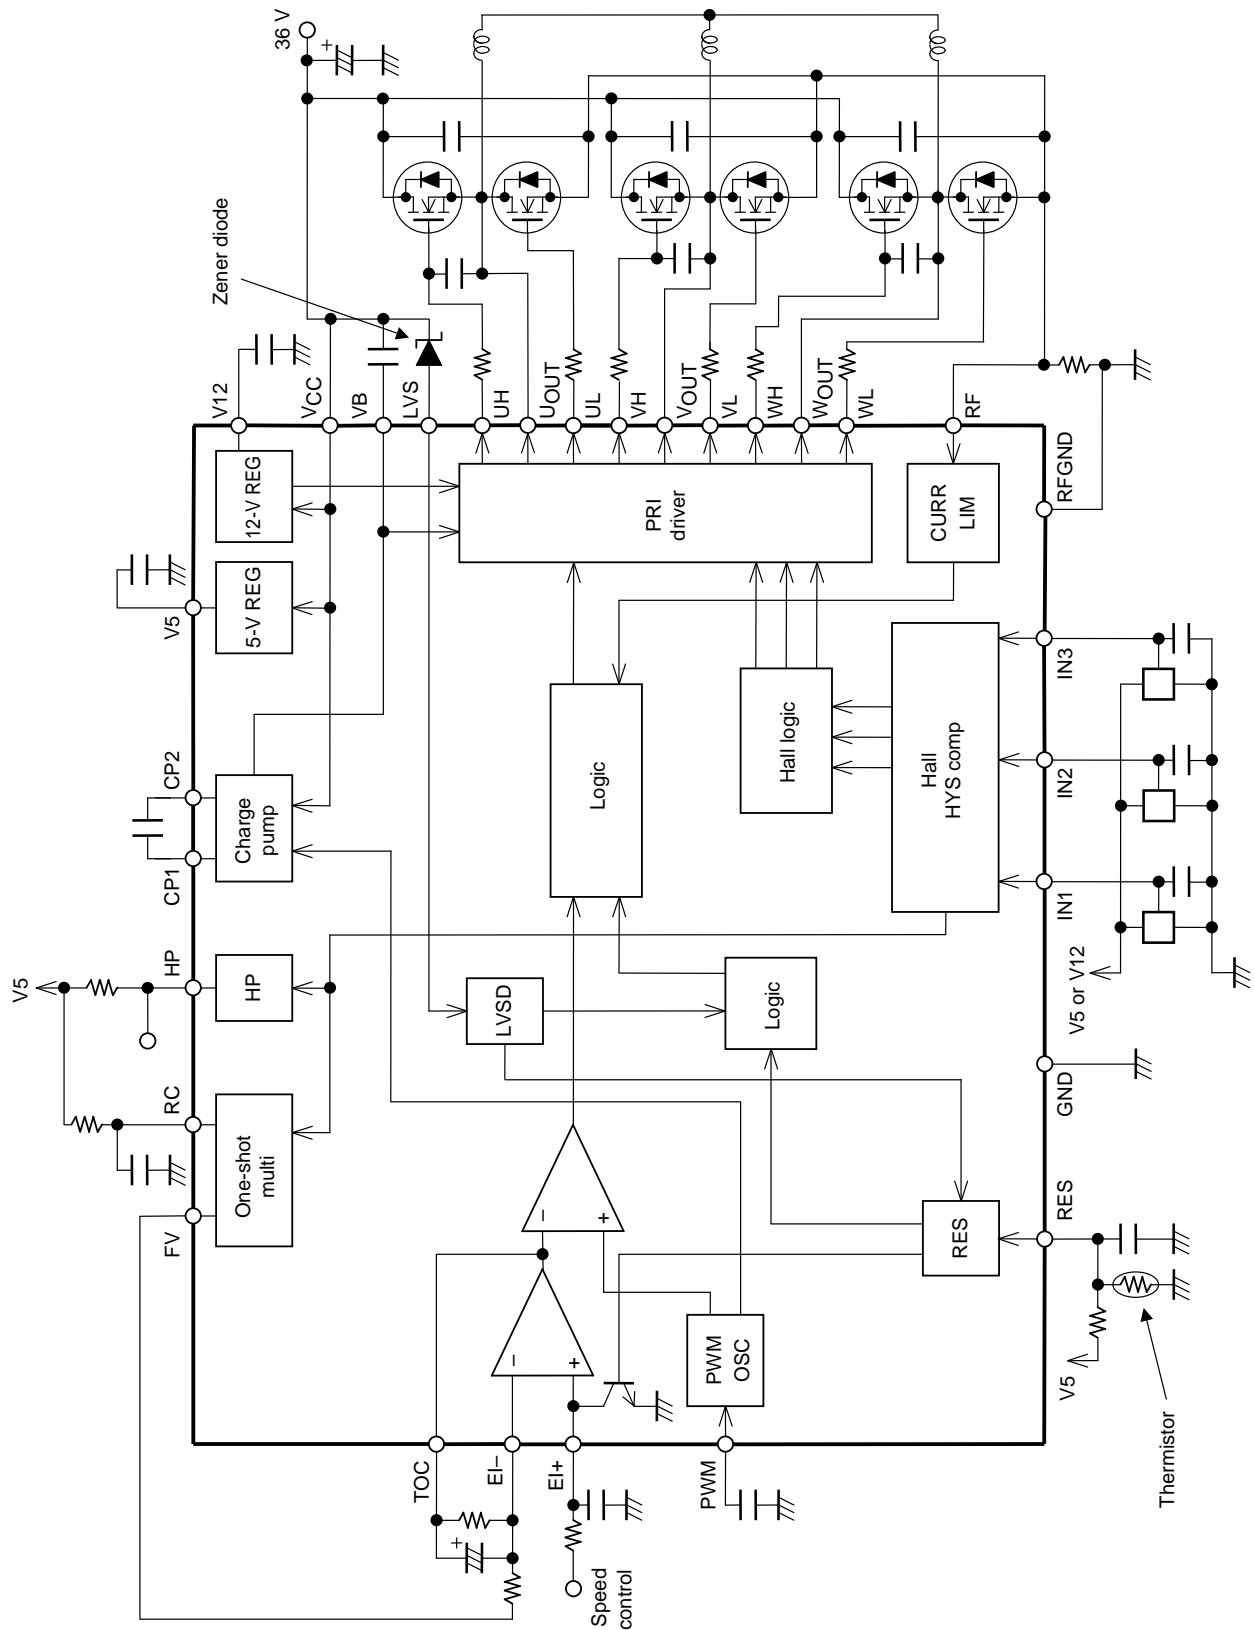 36 V
+
Zener diode
V12
VCC
VB
LVS
UH
UOUT
UL
VH
VOUT
VL
WH
WOUT
WL
RF
12-V REG
5-V REG
PRI
driver
CURR
LIM
RFGND
V5
CP2
CP1
Charge
pump
Logic
Hall logic
Hall
HYS comp
IN3
IN2
IN1
V5 or V12
V5
HP
HP
LVSD
Logic
GND
RC
FV
One-shot
multi
–
+
–
+
RES
RES
PWM
OSC
V5
Thermistor
TOC
EI–
EI+
PWM
+
Speed
control